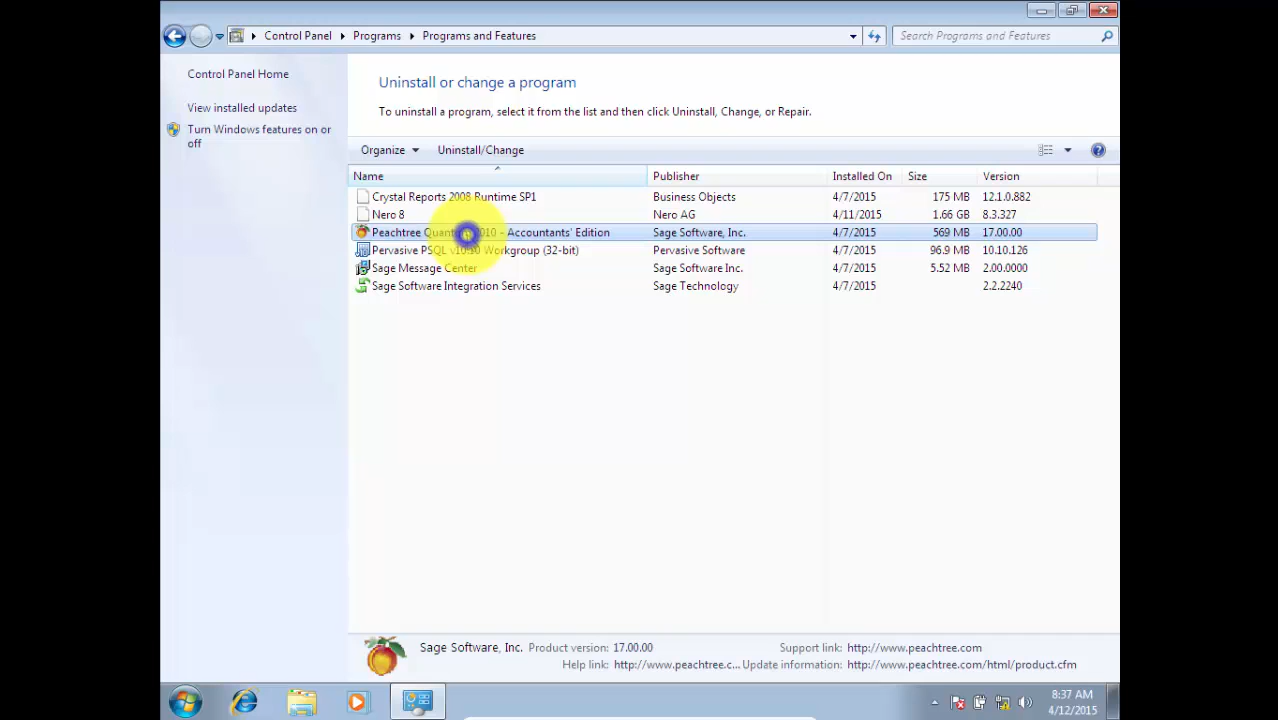 Control Panel Programs Programs and Features Search Programs and Features
Control Panel Home
View installed updates
Turn Windows features on or off
Uninstall or change a program
To uninstall a program, select it from the list and then click Uninstall, Change, or Repair.
Organize Uninstall/Change
Name Publisher Installed On Size Version
Crystal Reports 2008 Runtime SP1 Business Objects 4/7/2015 175 MB 12.1.0.882
Nero 8 Nero AG 4/11/2015 1.66 GB 8.3.327
Peachtree Quantum 2010 - Accountants' Edition Sage Software, Inc. 4/7/2015 569 MB 17.00.00
Pervasive PSQL v10.10 Workgroup (32-bit) Pervasive Software 4/7/2015 96.9 MB 10.10.126
Sage Message Center Sage Software Inc. 4/7/2015 5.52 MB 2.00.0000
Sage Software Integration Services Sage Technology 4/7/2015 2.2.2240
Sage Software, Inc. Product version: 17.00.00 Support link: http://www.peachtree.com
Help link: http://www.peachtree.c... Update information: http://www.peachtree.com/html/product.cfm
8:37 AM
4/12/2015